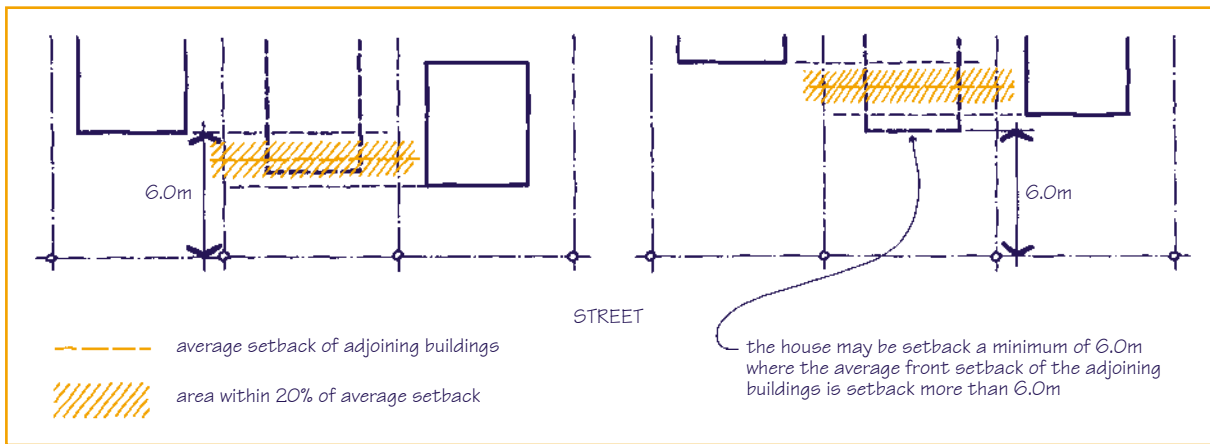 6.0m
6.0m
STREET
average setback of adjoining buildings
area within 20% of average setback
the house may be setback a minimum of 6.0m
where the average front setback of the adjoining
buildings is setback more than 6.0m